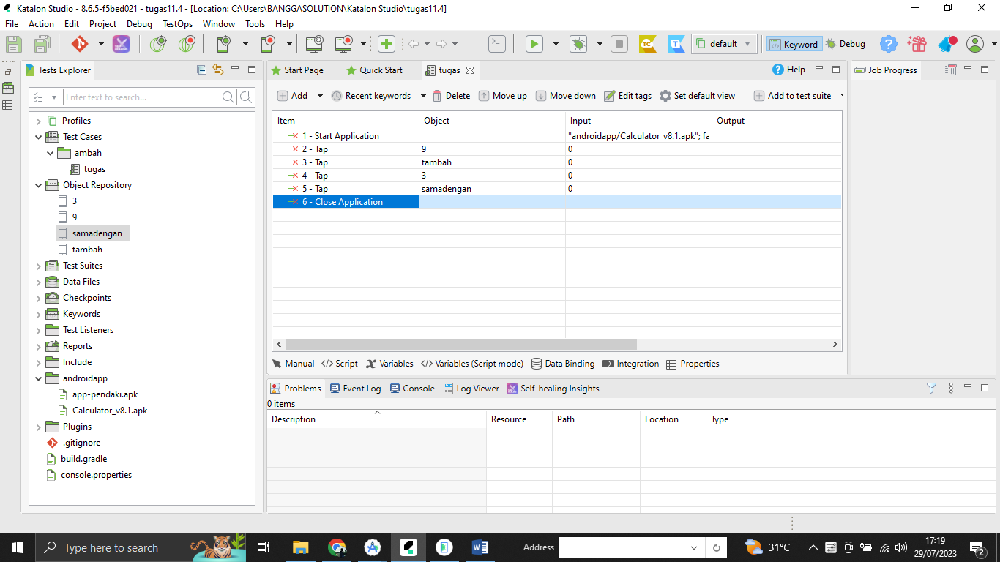 Katalon Studio - 8.6.5-f5bed021 - tugas11.4 - [Location: C:\Users\BANGGASOLUTION\Katalon Studio\tugas11.4]
File Action Edit Project Debug TestOps Window Tools Help
default Keyword Debug
Tests Explorer
Start Page Quick Start tugas Help
Job Progress
Enter text to search...
Add Recent keywords Delete Move up Move down Edit tags Set default view Add to test suite
Item Object Input Output
1 - Start Application "androidapp/Calculator_v8.1.apk"; fa
2 - Tap 9 0
3 - Tap tambah 0
4 - Tap 3 0
5 - Tap samadengan 0
6 - Close Application
Profiles
Test Cases
ambah
tugas
Object Repository
3
9
samadengan
tambah
Test Suites
Data Files
Checkpoints
Keywords
Test Listeners
Reports
Include
androidapp
app-pendaki.apk
Calculator_v8.1.apk
Plugins
.gitignore
build.gradle
console.properties
Manual </> Script Variables </> Variables (Script mode) Data Binding Integration Properties
Problems Event Log Console Log Viewer Self-healing Insights
0 items
Description Resource Path Location Type
Type here to search
Address
31°C
17:19
29/07/2023
2